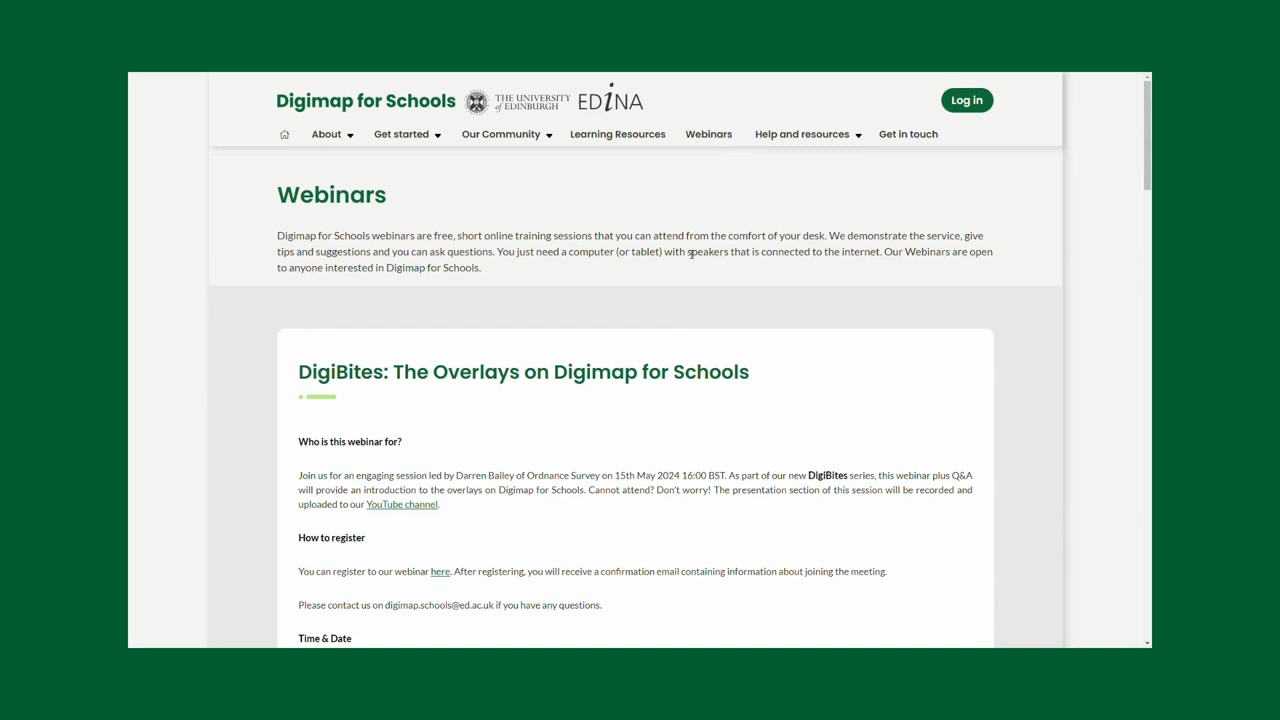 Digimap for Schools THE UNIVERSITY of EDINBURGH EDINA Log in
About Get started Our Community Learning Resources Webinars Help and resources Get in touch
Webinars
Digimap for Schools webinars are free, short online training sessions that you can attend from the comfort of your desk. We demonstrate the service, give
tips and suggestions and you can ask questions. You just need a computer (or tablet) with speakers that is connected to the internet. Our Webinars are open
to anyone interested in Digimap for Schools.
DigiBites: The Overlays on Digimap for Schools
Who is this webinar for?
Join us for an engaging session led by Darren Bailey of Ordnance Survey on 15th May 2024 16:00 BST. As part of our new DigiBites series, this webinar plus Q&A
will provide an introduction to the overlays on Digimap for Schools. Cannot attend? Don't worry! The presentation section of this session will be recorded and
uploaded to our YouTube channel.
How to register
You can register to our webinar here. After registering, you will receive a confirmation email containing information about joining the meeting.
Please contact us on digimap.schools@ed.ac.uk if you have any questions.
Time & Date